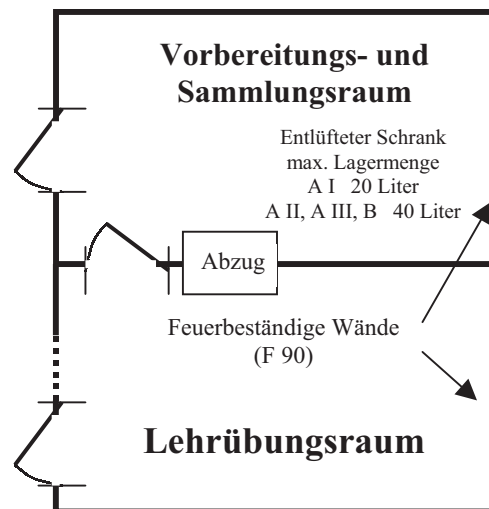 Vorbereitungs- und
Sammlungsraum
Entlüfteter Schrank
max. Lagermenge
A I 20 Liter
A II, A III, B 40 Liter
Abzug
Feuerbeständige Wände
(F 90)
Lehrübungsraum